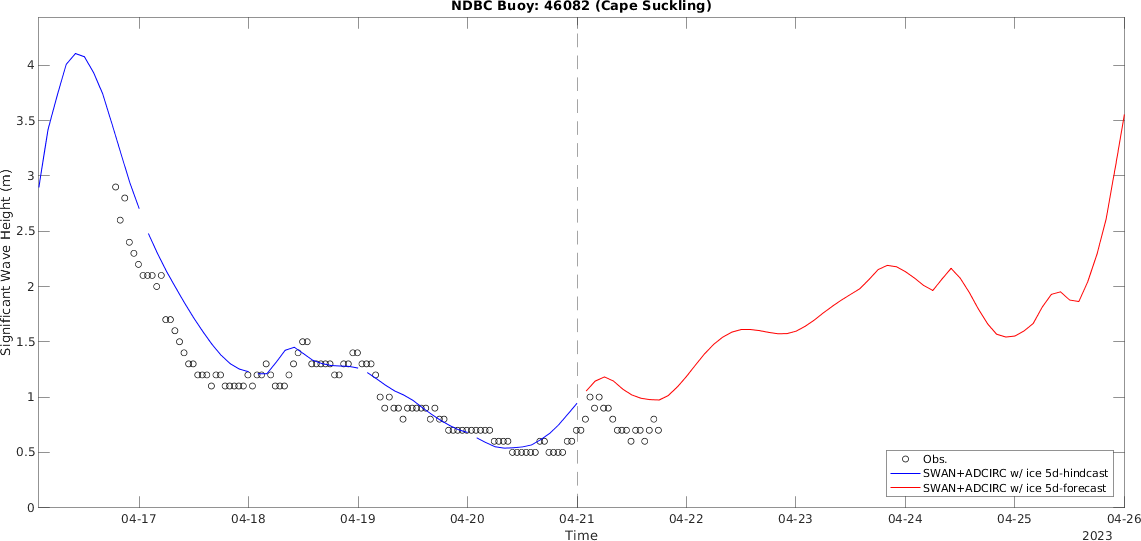 NDBC Buoy: 46082 (Cape Suckling)
Significant Wave Height (m)
4
3.5
3
2.5
2
1.5
1
0.5
0
Obs.
SWAN+ADCIRC w/ ice 5d-hindcast
SWAN+ADCIRC w/ ice 5d-forecast
04-17 04-18 04-19 04-20 04-21 04-22 04-23 04-24 04-25 04-26
Time
2023